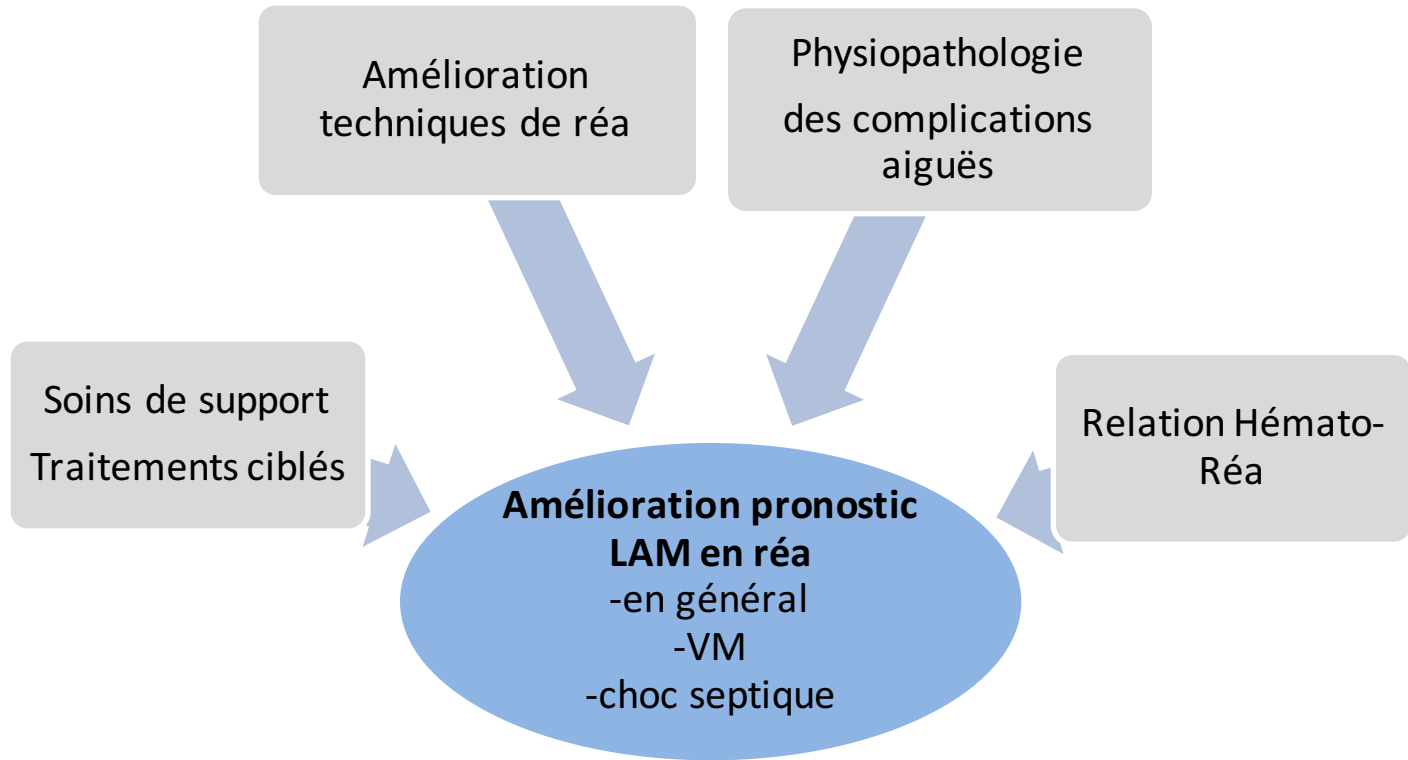 Amélioration
techniques de réa
Physiopathologie
des complications
aiguës
Soins de support
Traitements ciblés
Relation Hémato-
Réa
Amélioration pronostic
LAM en réa
-en général
-VM
-choc septique